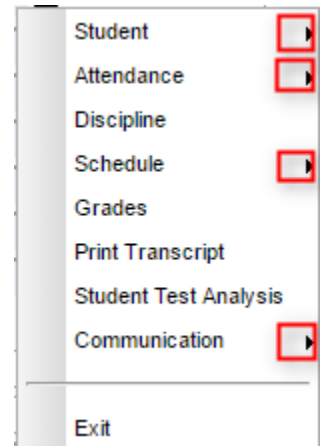 Student
Attendance
Discipline
Schedule
Grades
Print Transcript
Student Test Analysis
Communication
Exit